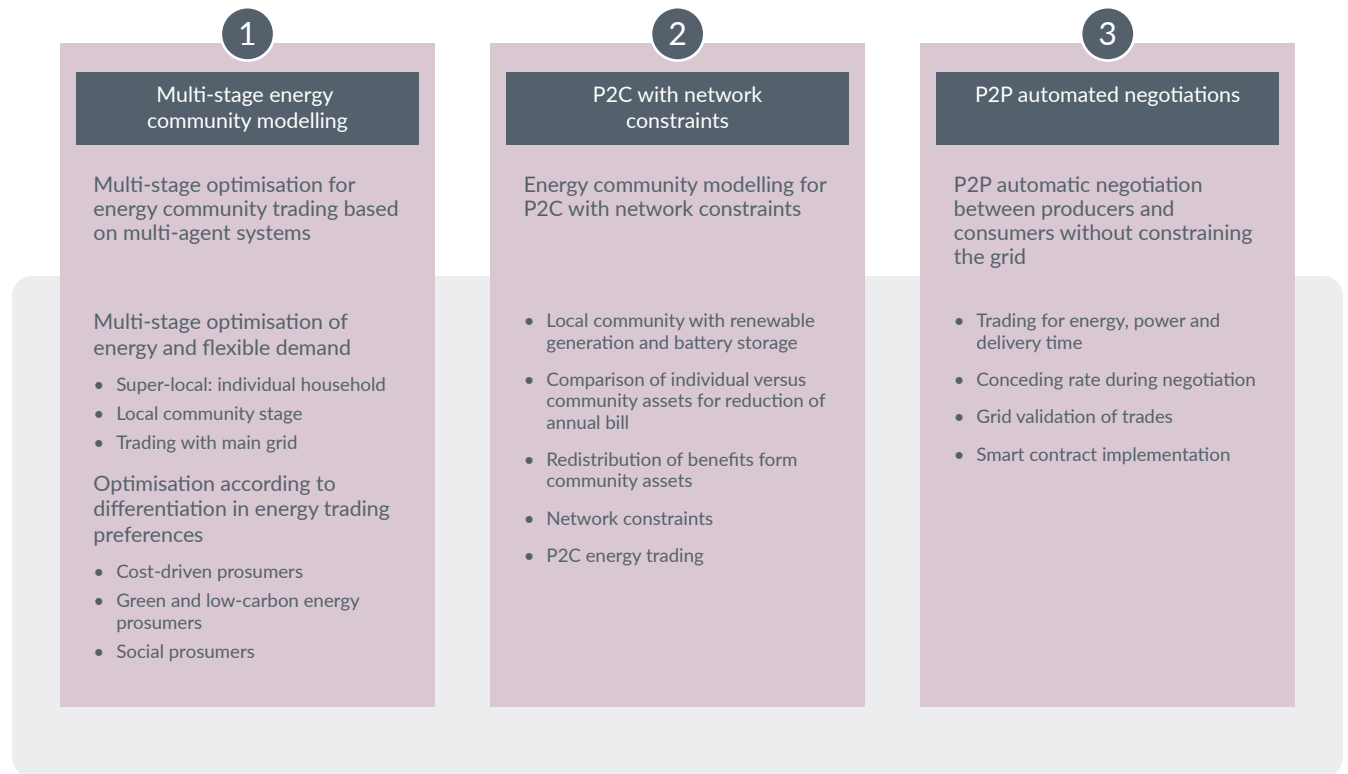 1
Multi-stage energy
community modelling
Multi-stage optimisation for
energy community trading based
on multi-agent systems
Multi-stage optimisation of
energy and flexible demand
• Super-local: individual household
• Local community stage
• Trading with main grid
Optimisation according to
differentiation in energy trading
preferences
• Cost-driven prosumers
• Green and low-carbon energy
prosumers
• Social prosumers
2
P2C with network
constraints
Energy community modelling for
P2C with network constraints
• Local community with renewable
generation and battery storage
• Comparison of individual versus
community assets for reduction of
annual bill
• Redistribution of benefits form
community assets
• Network constraints
• P2C energy trading
3
P2P automated negotiations
P2P automatic negotiation
between producers and
consumers without constraining
the grid
• Trading for energy, power and
delivery time
• Conceding rate during negotiation
• Grid validation of trades
• Smart contract implementation